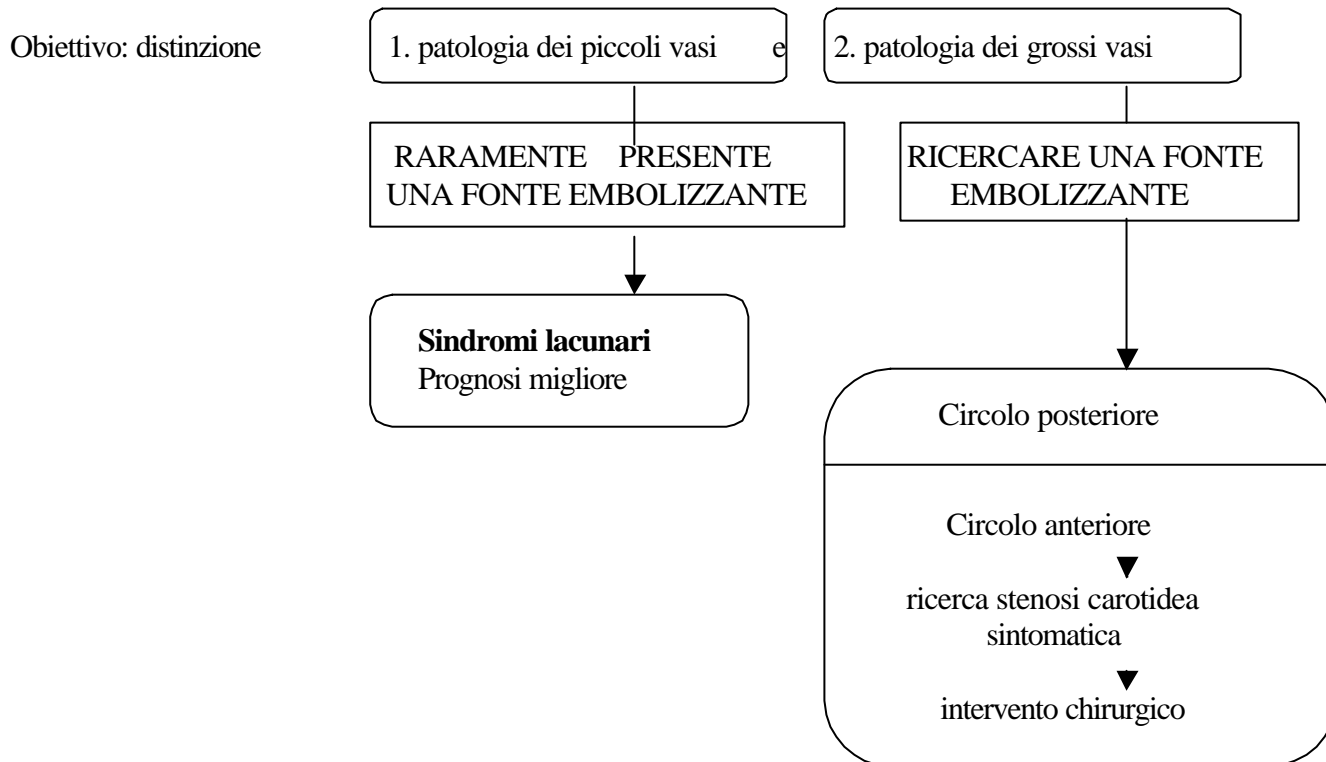 Obiettivo: distinzione
1. patologia dei piccoli vasi e
2. patologia dei grossi vasi
RARAMENTE PRESENTE
UNA FONTE EMBOLIZZANTE
RICERCARE UNA FONTE
EMBOLIZZANTE
Sindromi lacunari
Prognosi migliore
Circolo posteriore
Circolo anteriore
ricerca stenosi carotidea
sintomatica
intervento chirurgico